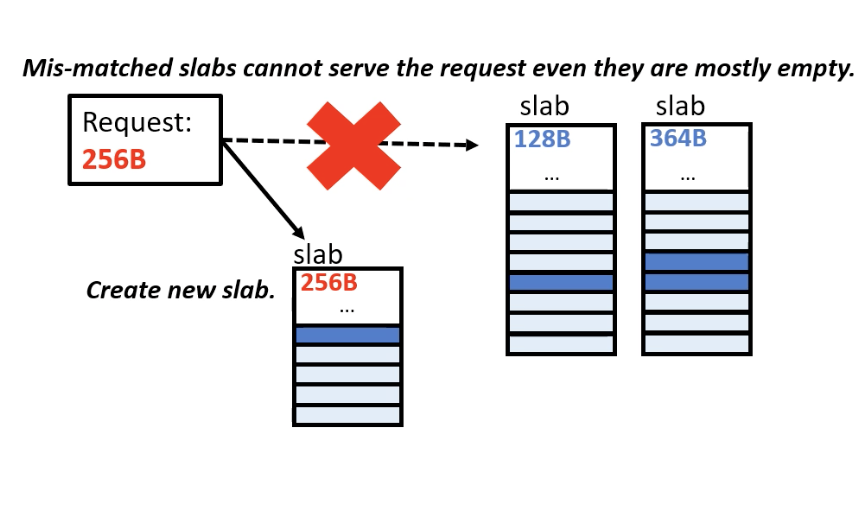 Mis-matched slabs cannot serve the request even they are mostly empty.
slab
slab
Request:
256B
128B
...
364B
...
slab
256B
...
Create new slab.